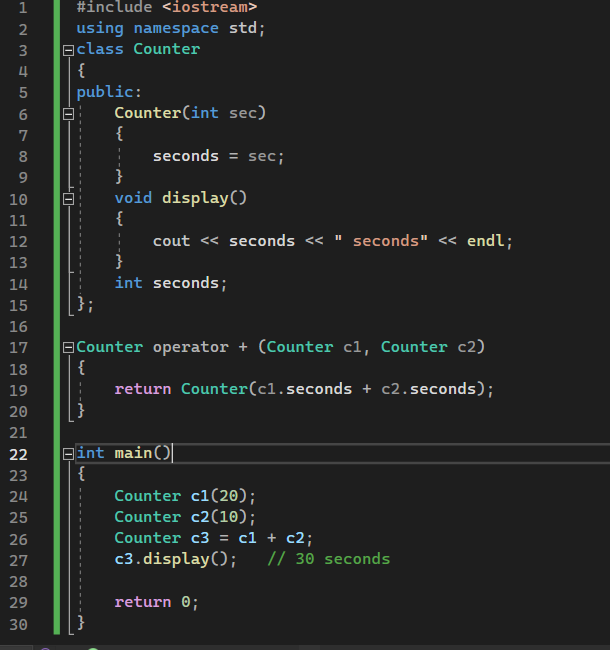 1 #include <iostream>
2 using namespace std;
3 class Counter
4 {
5 public:
6     Counter(int sec)
7     {
8         seconds = sec;
9     }
10     void display()
11     {
12         cout << seconds << " seconds" << endl;
13     }
14     int seconds;
15 };
16
17 Counter operator + (Counter c1, Counter c2)
18 {
19     return Counter(c1.seconds + c2.seconds);
20 }
21
22 int main()
23 {
24     Counter c1(20);
25     Counter c2(10);
26     Counter c3 = c1 + c2;
27     c3.display();   // 30 seconds
28
29     return 0;
30 }